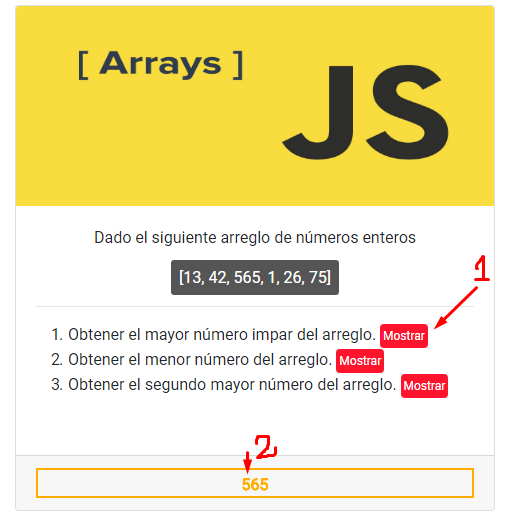 [ Arrays ]
JS
Dado el siguiente arreglo de números enteros
[13, 42, 565, 1, 26, 75]
1
1. Obtener el mayor número impar del arreglo. Mostrar
2. Obtener el menor número del arreglo. Mostrar
3. Obtener el segundo mayor número del arreglo. Mostrar
2
565